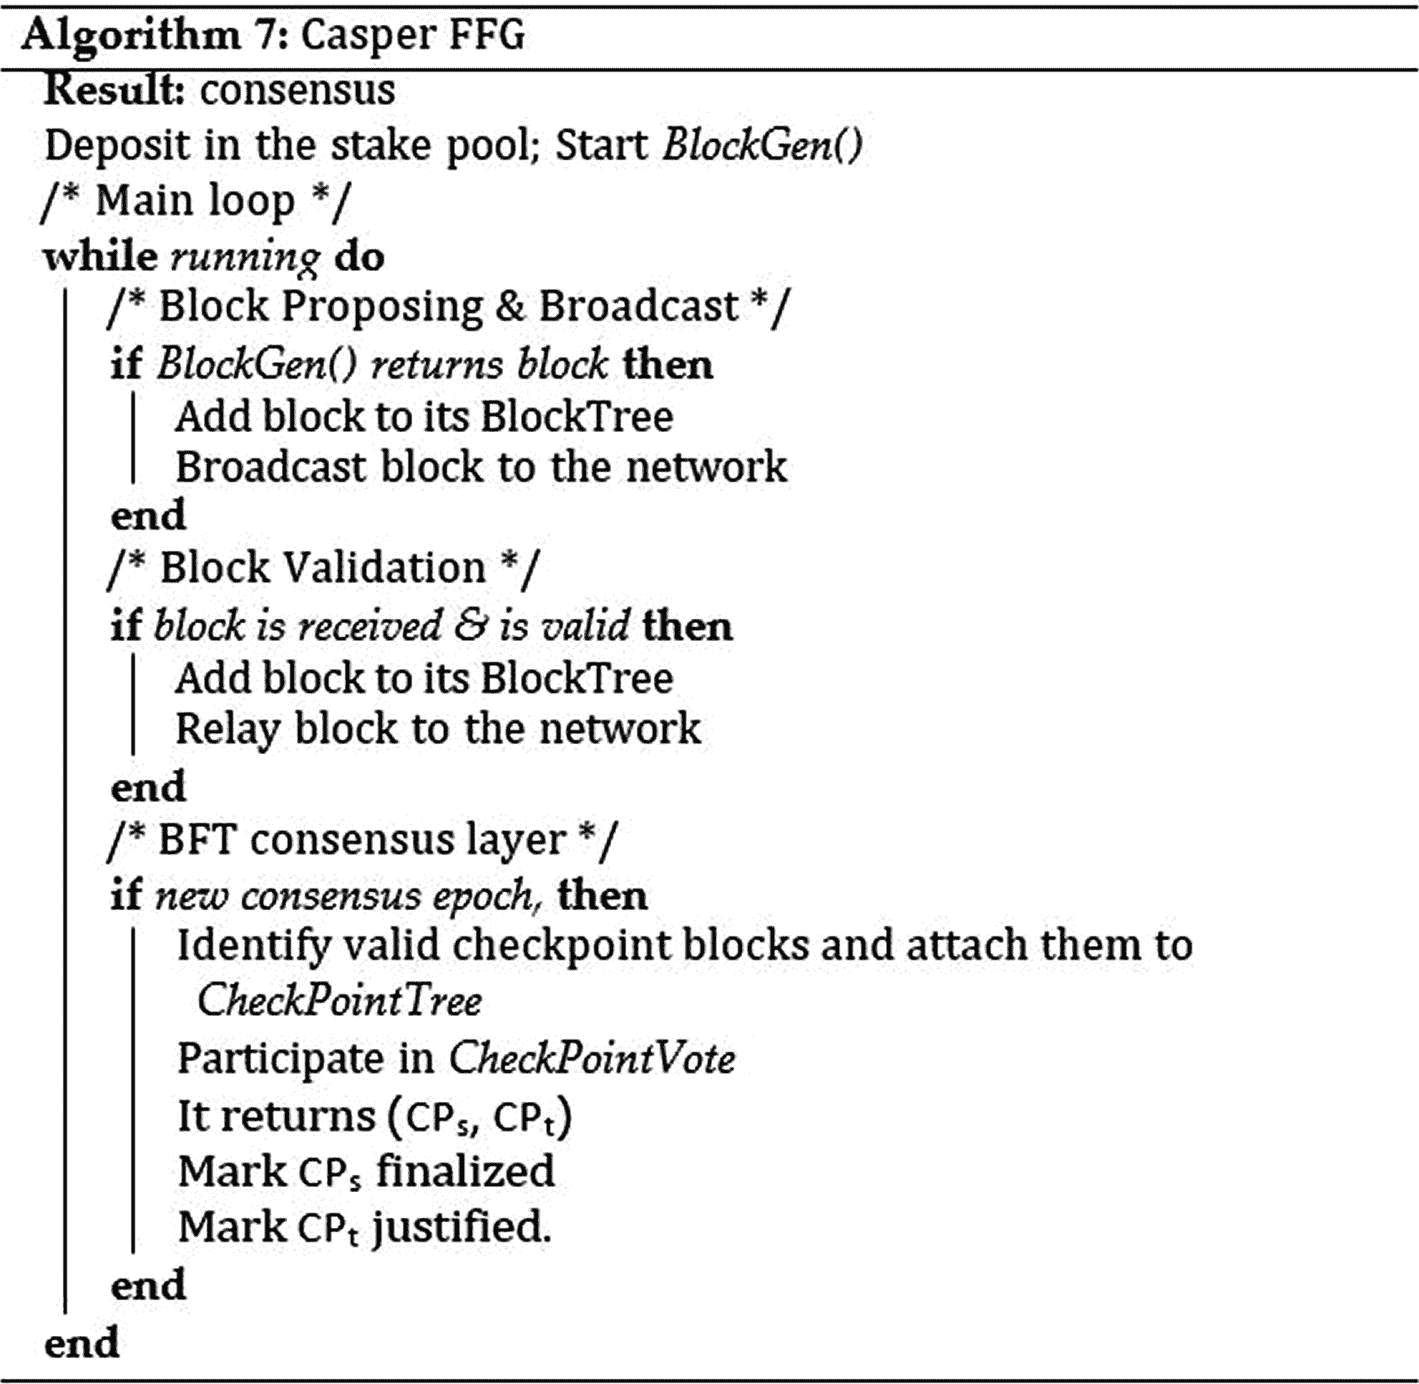 Algorithm 7: Casper FFG
Result: consensus
Deposit in the stake pool; Start BlockGen()
/* Main loop */
while running do
/* Block Proposing & Broadcast */
if BlockGen() returns block then
Add block to its BlockTree
Broadcast block to the network
end
/* Block Validation */
if block is received & is valid then
Add block to its BlockTree
Relay block to the network
end
/* BFT consensus layer */
if new consensus epoch, then
Identify valid checkpoint blocks and attach them to
CheckPointTree
Participate in CheckPointVote
It returns (CPₛ, CPₜ)
Mark CPₛ finalized
Mark CPₜ justified.
end
end